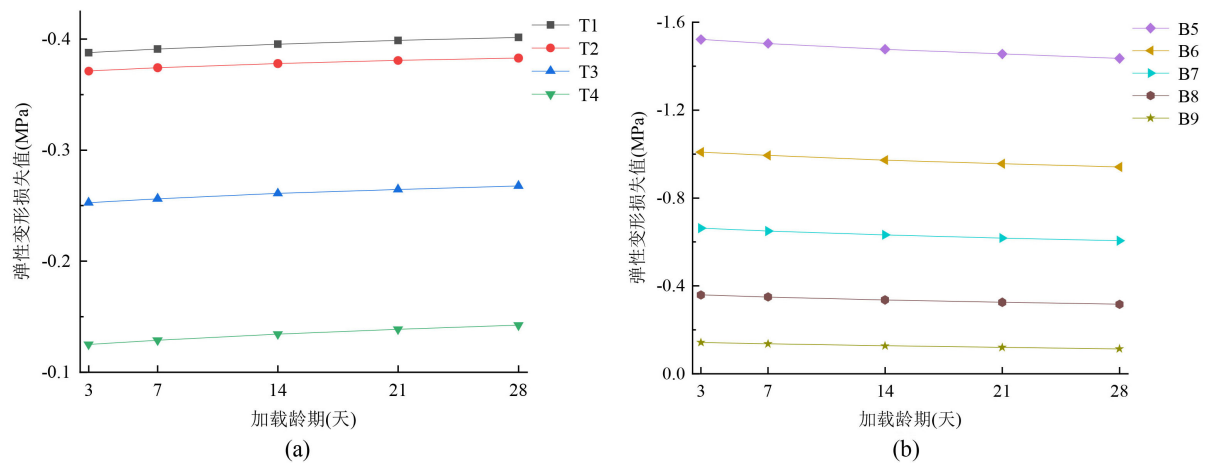 弹性变形损失值(MPa)
-0.4
-0.3
-0.2
-0.1
3 7 14 21 28
加载龄期(天)
T1
T2
T3
T4
(a)
弹性变形损失值(MPa)
-1.6
-1.2
-0.8
-0.4
0.0
3 7 14 21 28
加载龄期(天)
B5
B6
B7
B8
B9
(b)